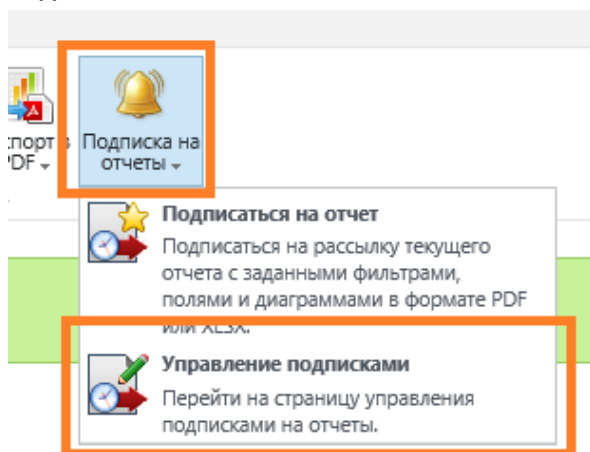 Подписка на
отчеты
PDF
Подписаться на отчет
Подписаться на рассылку текущего
отчета с заданными фильтрами,
полями и диаграммами в формате PDF
или XLSX.
Управление подписками
Перейти на страницу управления
подписками на отчеты.